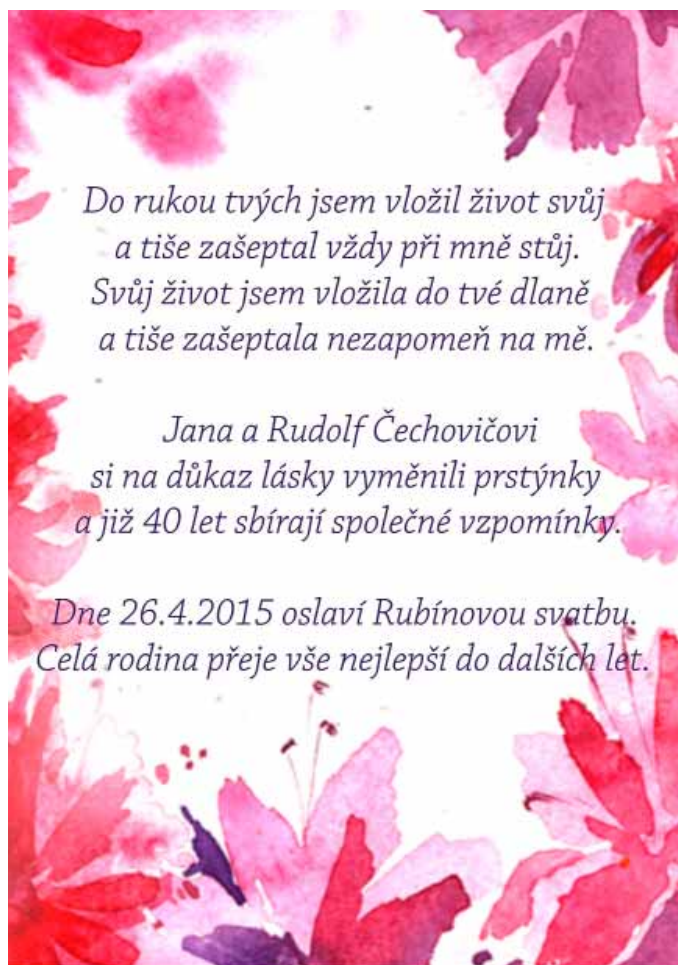 Do rukou tvých jsem vložil život svůj
a tiše zašeptal vždy při mně stůj.
Svůj život jsem vložila do tvé dlaně
a tiše zašeptala nezapomeň na mě.
Jana a Rudolf Čechovičovi
si na důkaz lásky vyměnili prstýnky
a již 40 let sbírají společné vzpomínky.
Dne 26.4.2015 oslaví Rubínovou svatbu.
Celá rodina přeje vše nejlepší do dalších let.